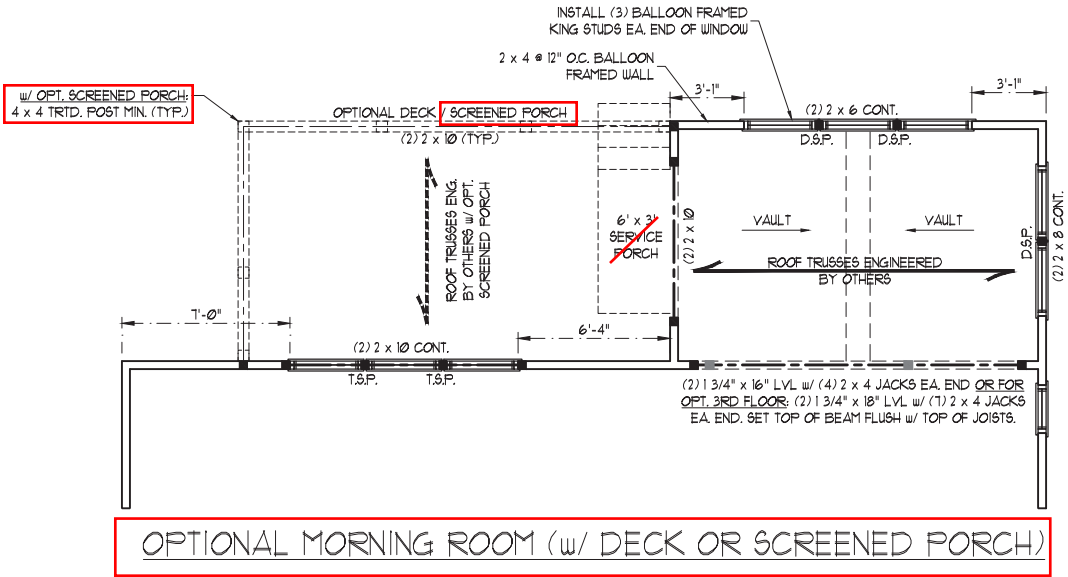 INSTALL (3) BALLOON FRAMED
KING STUDS EA. END OF WINDOW
2 x 4 @ 12" O.C. BALLOON
FRAMED WALL
w/ OPT. SCREENED PORCH:
4 x 4 TRTD. POST MIN. (TYP.)
OPTIONAL DECK / SCREENED PORCH
(2) 2 x 10 (TYP.)
3'-1"
3'-1"
(2) 2 x 6 CONT.
D.S.P.
D.S.P.
ROOF TRUSSES ENG.
BY OTHERS w/ OPT.
SCREENED PORCH
6' x 3'
SERVICE
PORCH
(2) 2 x 10
VAULT
VAULT
ROOF TRUSSES ENGINEERED
BY OTHERS
D.S.P.
(2) 2 x 8 CONT.
7'-0"
6'-4"
(2) 2 x 10 CONT.
T.S.P.
T.S.P.
(2) 1 3/4" x 16" LVL w/ (4) 2 x 4 JACKS EA. END OR FOR
OPT. 3RD FLOOR: (2) 1 3/4" x 18" LVL w/ (7) 2 x 4 JACKS
EA. END. SET TOP OF BEAM FLUSH w/ TOP OF JOISTS.
OPTIONAL MORNING ROOM (w/ DECK OR SCREENED PORCH)